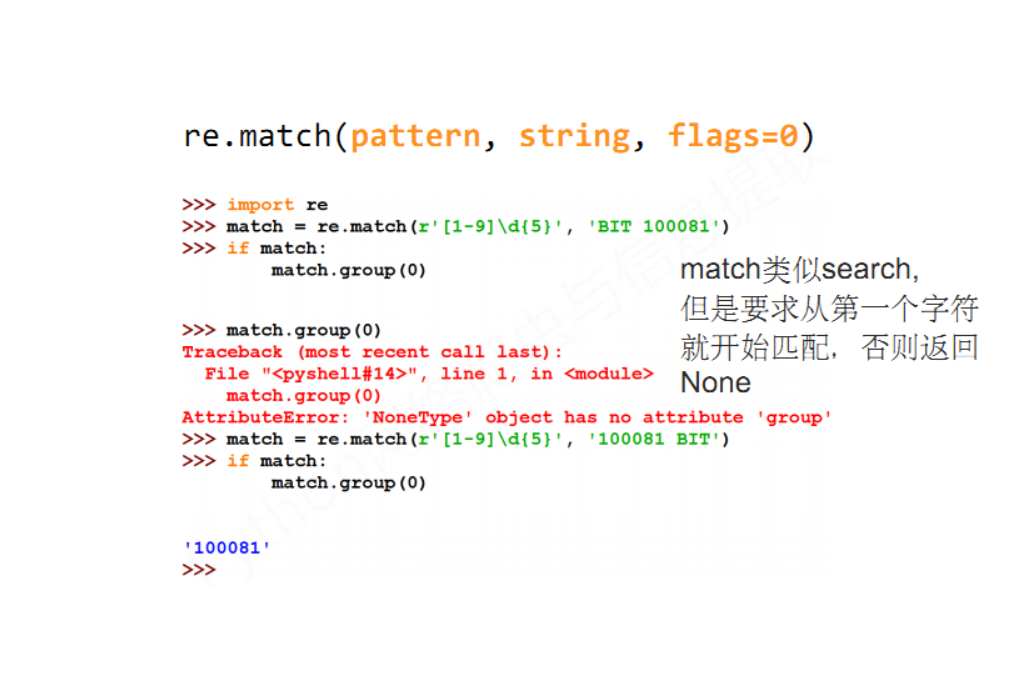 re.match(pattern, string, flags=0)
>>> import re
>>> match = re.match(r'[1-9]\d{5}', 'BIT 100081')
>>> if match:
        match.group(0)
>>> match.group(0)
Traceback (most recent call last):
  File "<pyshell#14>", line 1, in <module>
    match.group(0)
AttributeError: 'NoneType' object has no attribute 'group'
>>> match = re.match(r'[1-9]\d{5}', '100081 BIT')
>>> if match:
        match.group(0)
'100081'
>>>
match类似search,
但是要求从第一个字符
就开始匹配，否则返回
None